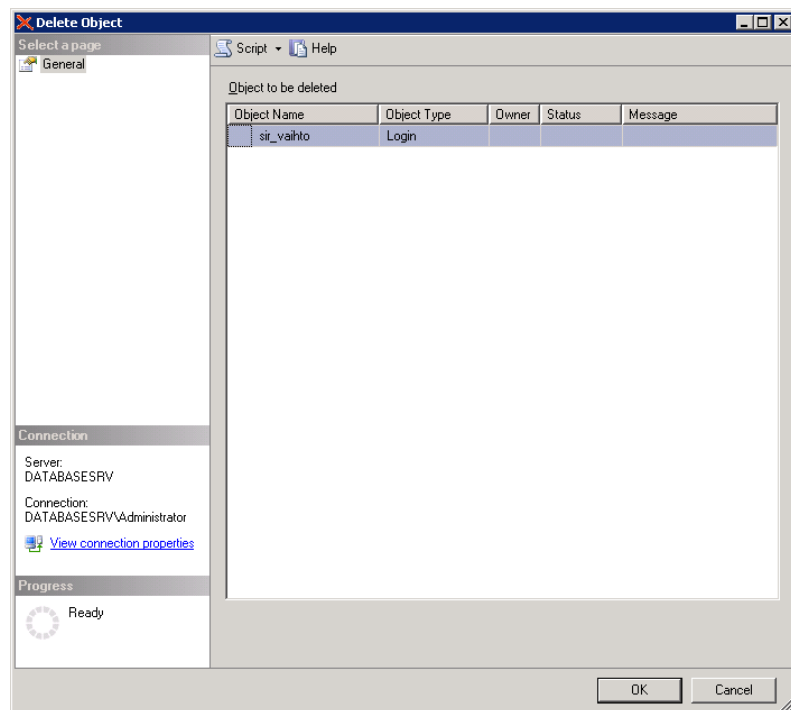 Delete Object
Select a page
General
Script Help
Object to be deleted
Object Name Object Type Owner Status Message
sir_vaihto Login
Connection
Server:
DATABASESRV
Connection:
DATABASESRV\Administrator
View connection properties
Progress
Ready
OK Cancel